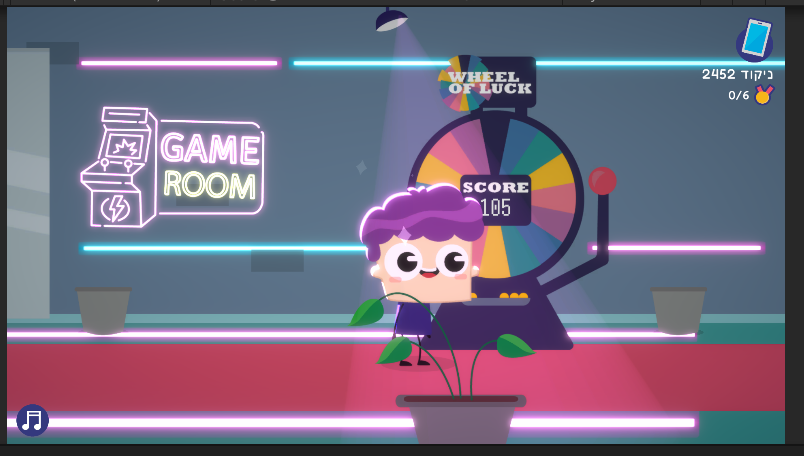 WHEEL
OF LUCK
ניקוד 2452
0/6
GAME
ROOM
SCORE
105